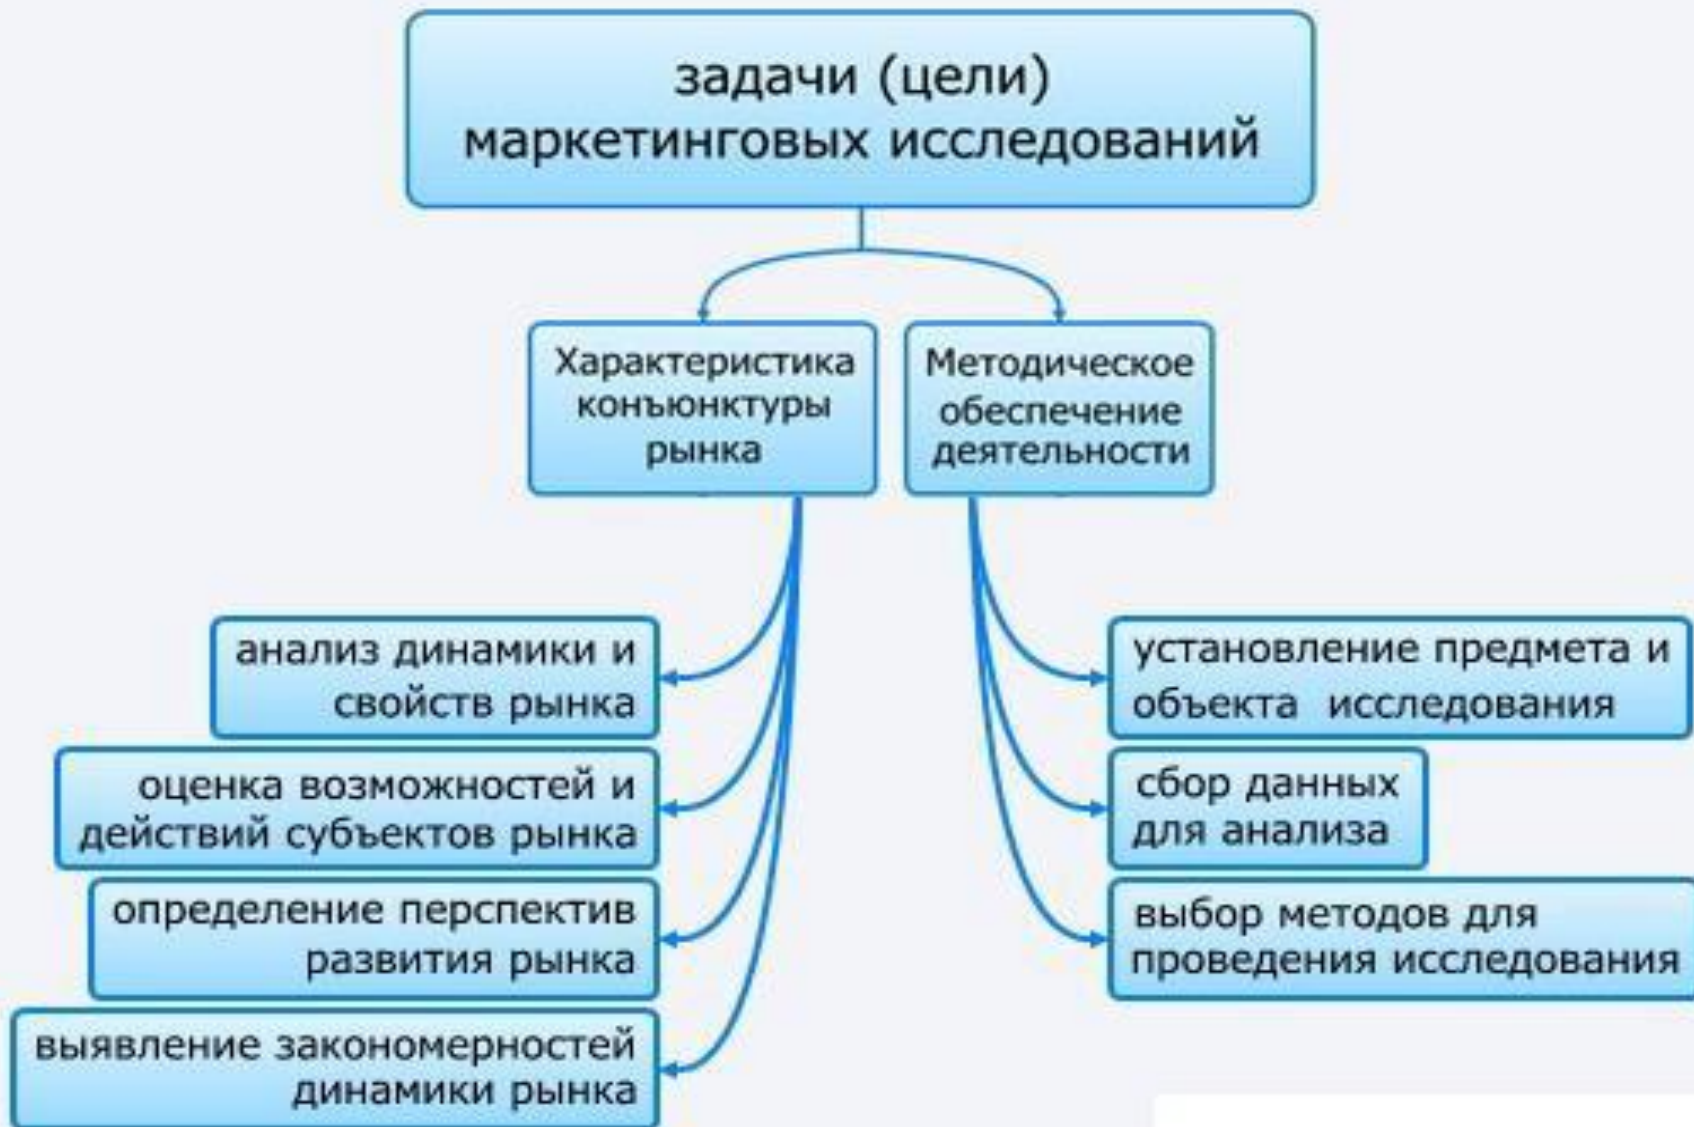 задачи (цели)
маркетинговых исследований
Характеристика
конъюнктуры
рынка
Методическое
обеспечение
деятельности
анализ динамики и
свойств рынка
оценка возможностей и
действий субъектов рынка
определение перспектив
развития рынка
выявление закономерностей
динамики рынка
установление предмета и
объекта исследования
сбор данных
для анализа
выбор методов для
проведения исследования